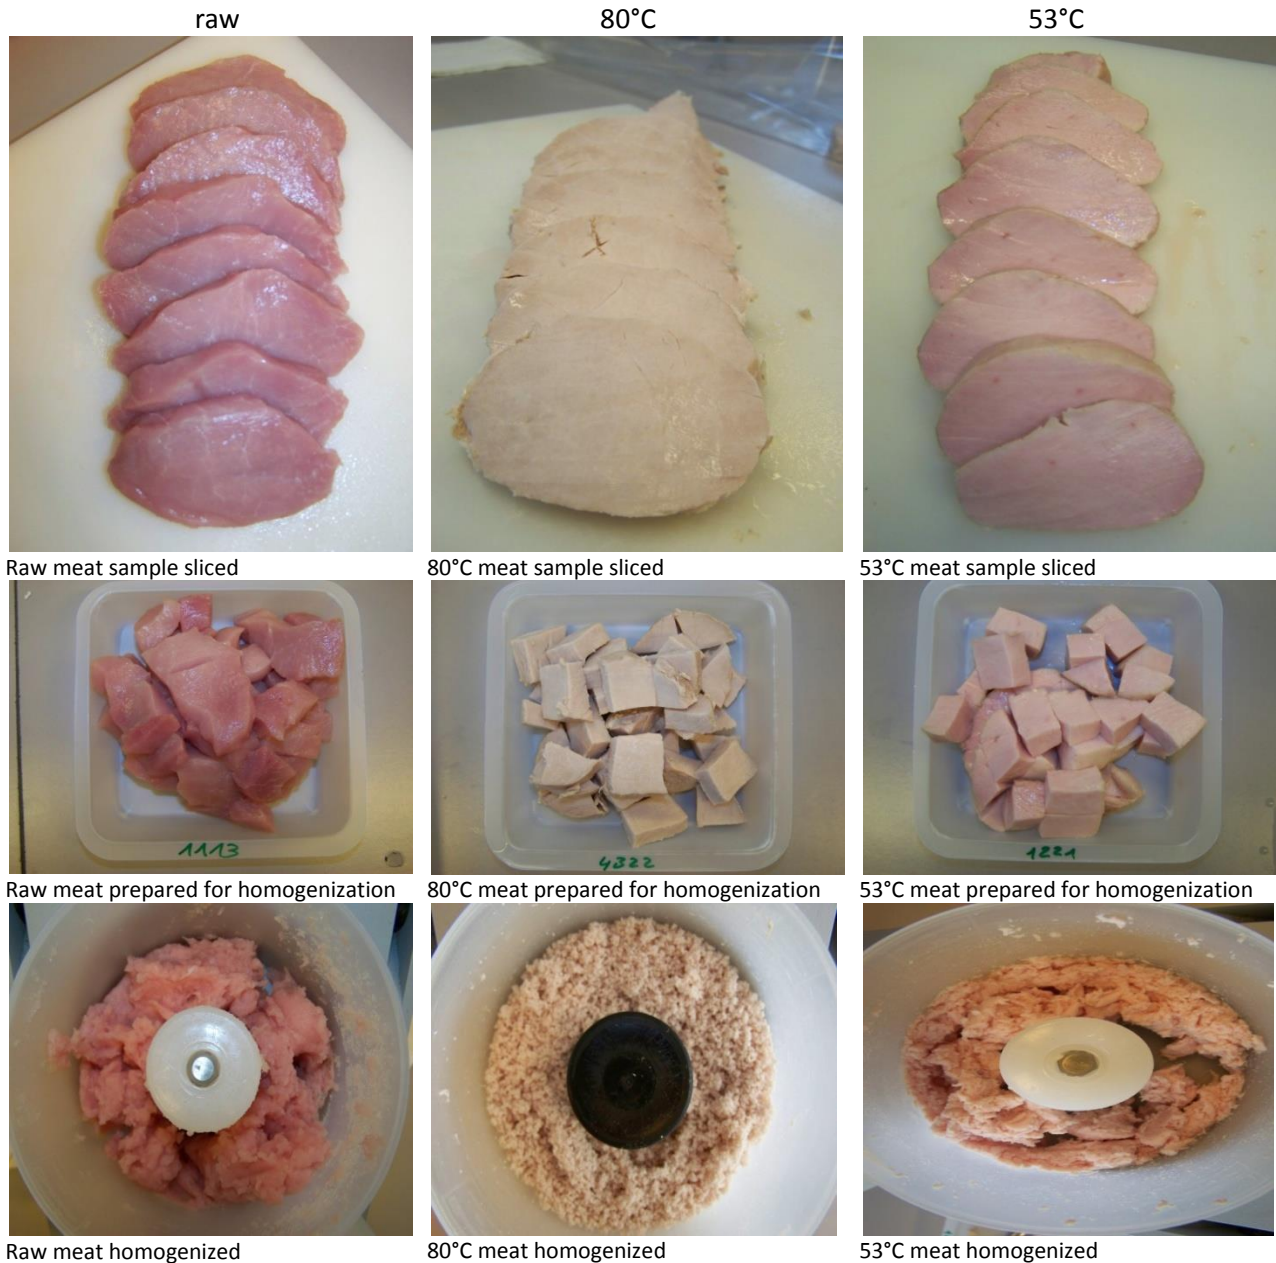 raw
80°C
53°C
Raw meat sample sliced
80°C meat sample sliced
53°C meat sample sliced
1113
4322
1221
Raw meat prepared for homogenization
80°C meat prepared for homogenization
53°C meat prepared for homogenization
Raw meat homogenized
80°C meat homogenized
53°C meat homogenized